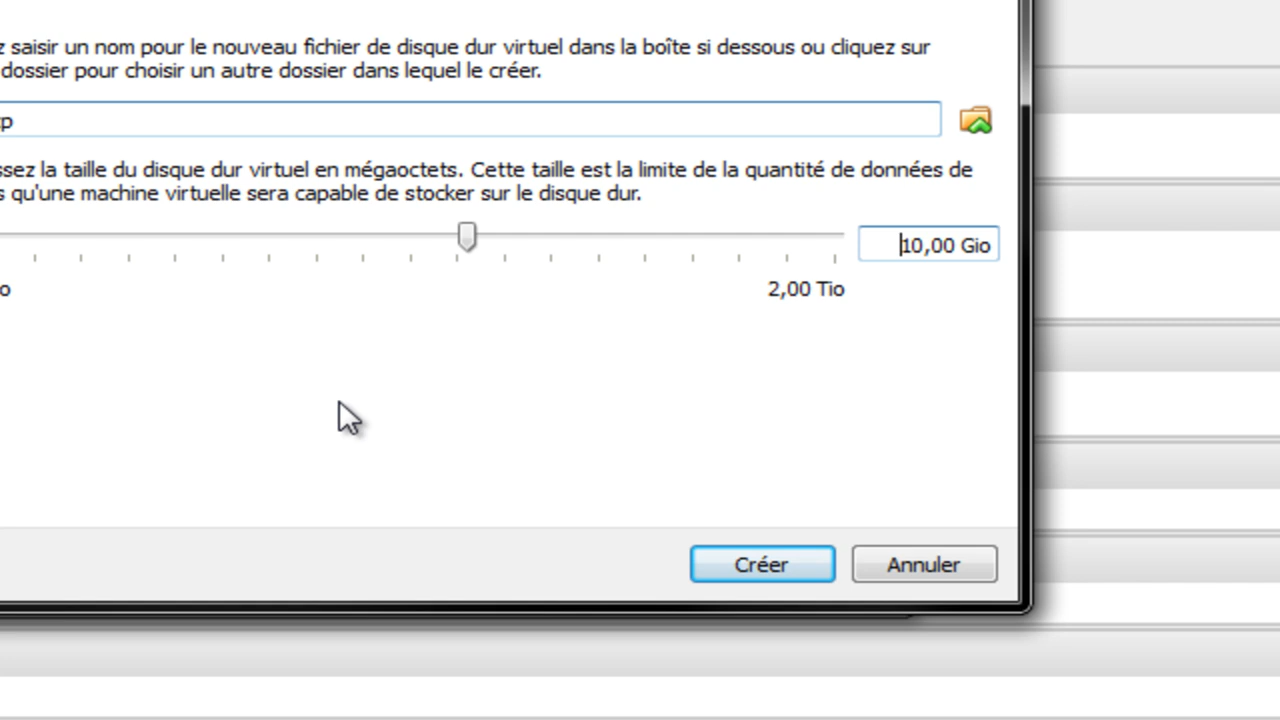 saisir un nom pour le nouveau fichier de disque dur virtuel dans la boîte si dessous ou cliquez sur
dossier pour choisir un autre dossier dans lequel le créer.
la taille du disque dur virtuel en mégaoctets. Cette taille est la limite de la quantité de données de
qu'une machine virtuelle sera capable de stocker sur le disque dur.
10,00 Gio
2,00 Tio
Créer
Annuler